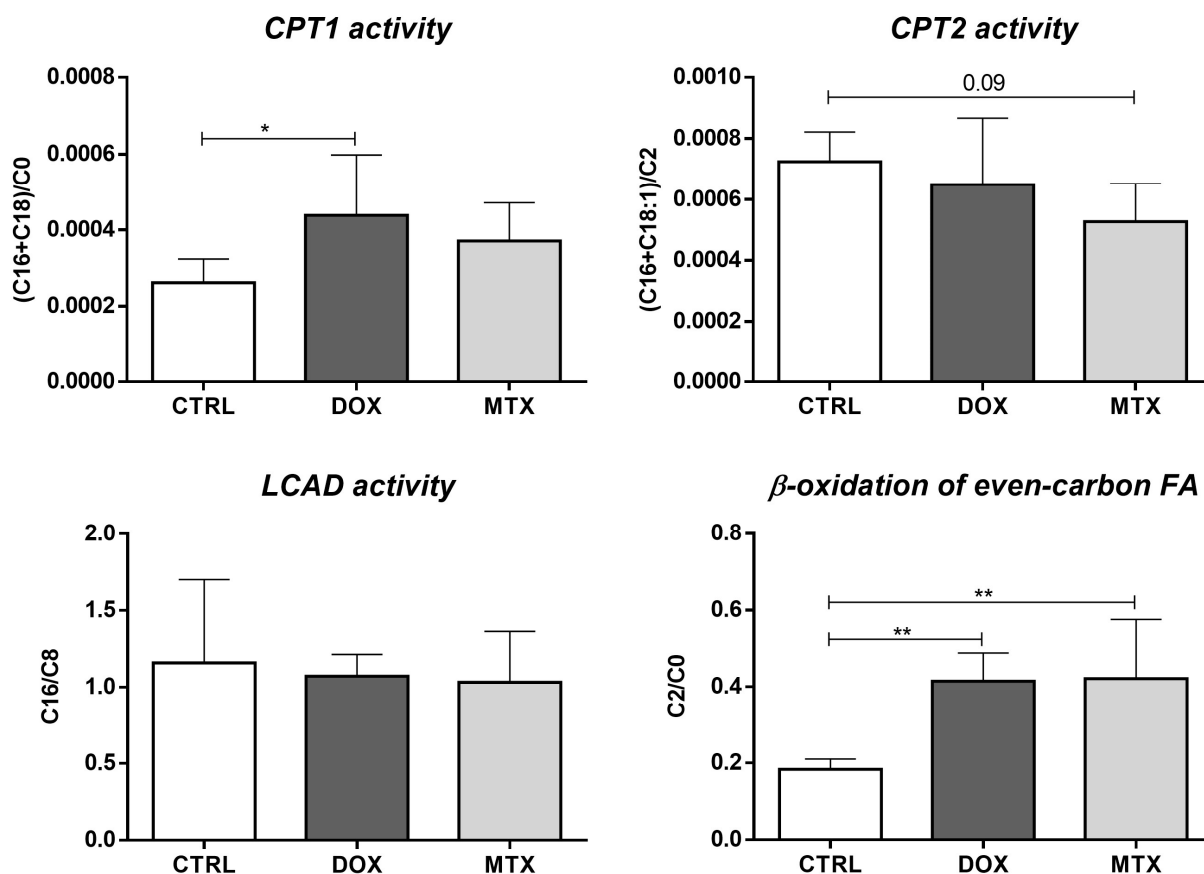 CPT1 activity
(C16+C18)/C0
0.0008
0.0006
0.0004
0.0002
0.0000
*
CTRL DOX MTX
CPT2 activity
(C16+C18:1)/C2
0.0010
0.0008
0.0006
0.0004
0.0002
0.0000
0.09
CTRL DOX MTX
LCAD activity
C16/C8
2.0
1.5
1.0
0.5
0.0
CTRL DOX MTX
β-oxidation of even-carbon FA
C2/C0
0.8
0.6
0.4
0.2
0.0
**
**
CTRL DOX MTX